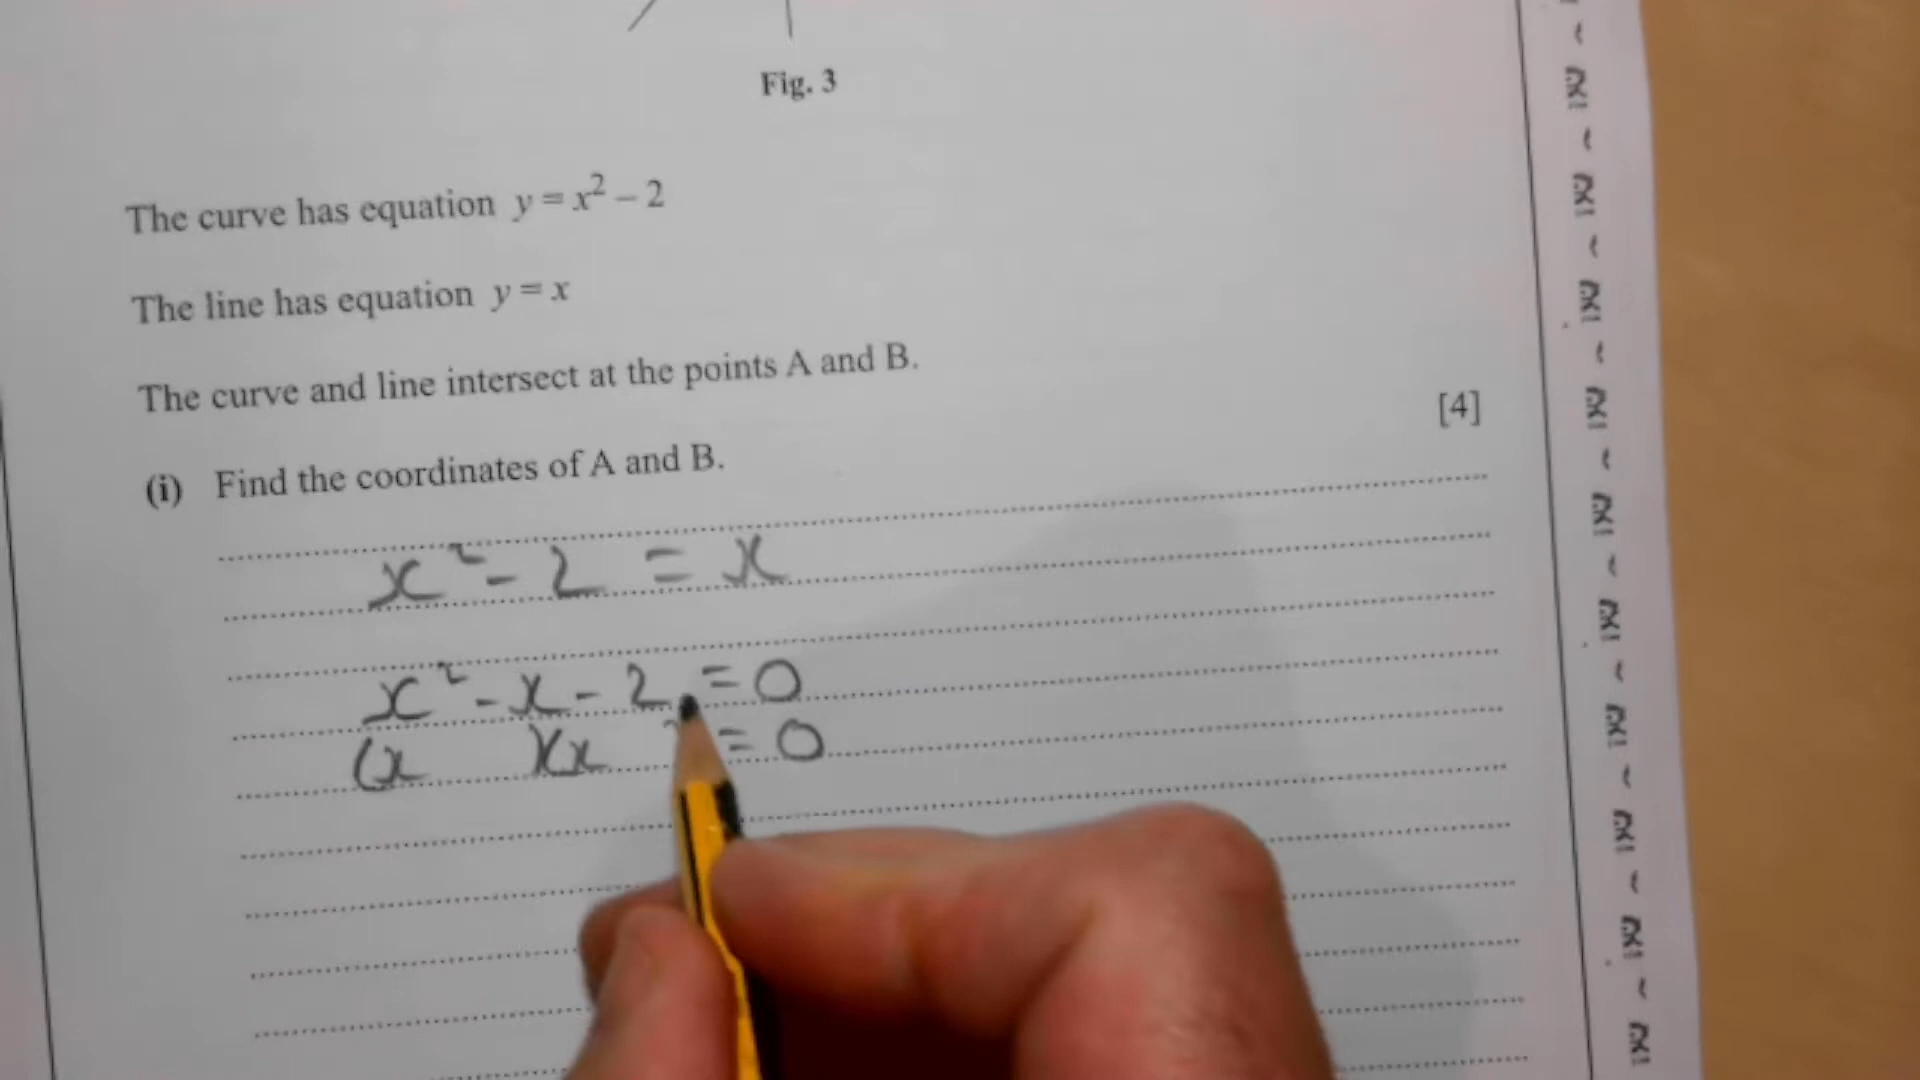 Fig. 3
The curve has equation y = x² – 2
The line has equation y = x
The curve and line intersect at the points A and B.
[4]
(i) Find the coordinates of A and B.
x² - 2 = x
x² - x - 2 = 0
(x )(x ) = 0